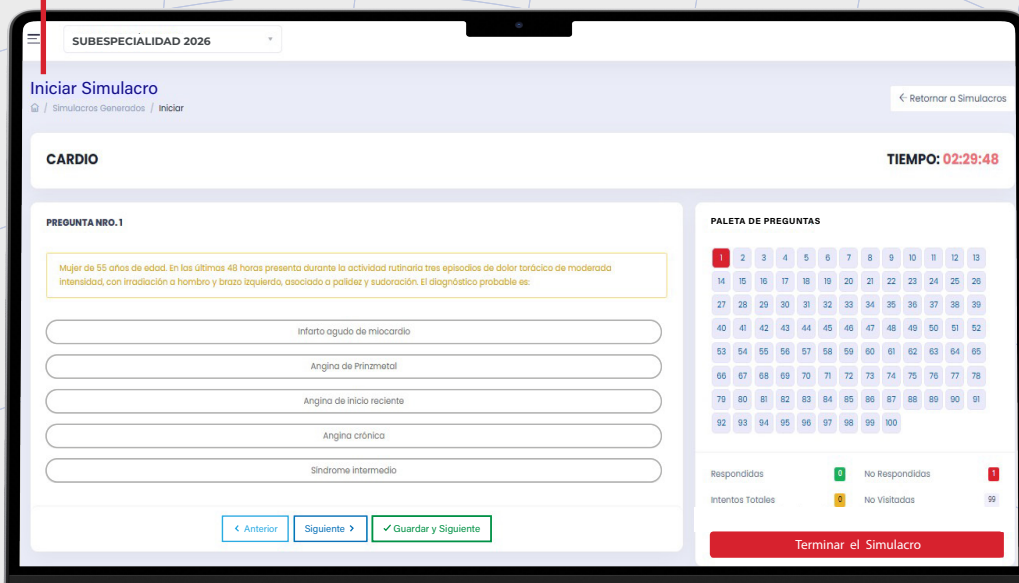 SUBESPECIALIDAD 2026
Iniciar Simulacro
/ Simulacros Generados / Iniciar
← Retornar a Simulacros
CARDIO
TIEMPO: 02:29:48
PREGUNTA NRO. 1
Mujer de 55 años de edad. En las últimas 48 horas presenta durante la actividad rutinaria tres episodios de dolor torácico de moderada
intensidad, con irradiación a hombro y brazo izquierdo, asociado a palidez y sudoración. El diagnóstico probable es:
Infarto agudo de miocardio
Angina de Prinzmetal
Angina de inicio reciente
Angina crónica
Síndrome intermedio
< Anterior
Siguiente >
✓ Guardar y Siguiente
PALETA DE PREGUNTAS
1 2 3 4 5 6 7 8 9 10 11 12 13
14 15 16 17 18 19 20 21 22 23 24 25 26
27 28 29 30 31 32 33 34 35 36 37 38 39
40 41 42 43 44 45 46 47 48 49 50 51 52
53 54 55 56 57 58 59 60 61 62 63 64 65
66 67 68 69 70 71 72 73 74 75 76 77 78
79 80 81 82 83 84 85 86 87 88 89 90 91
92 93 94 95 96 97 98 99 100
Respondidas 0 No Respondidas 1
Intentos Totales 0 No Visitadas 99
Terminar el Simulacro